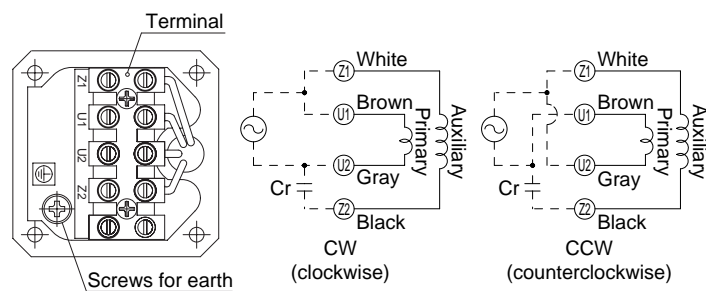 Terminal
Z1
U1
U2
Z2
Screws for earth
Z1
White
U1
Brown
Primary
Auxiliary
U2
Gray
Cr
Z2
Black
CW
(clockwise)
Z1
White
U1
Brown
Primary
Auxiliary
U2
Gray
Cr
Z2
Black
CCW
(counterclockwise)